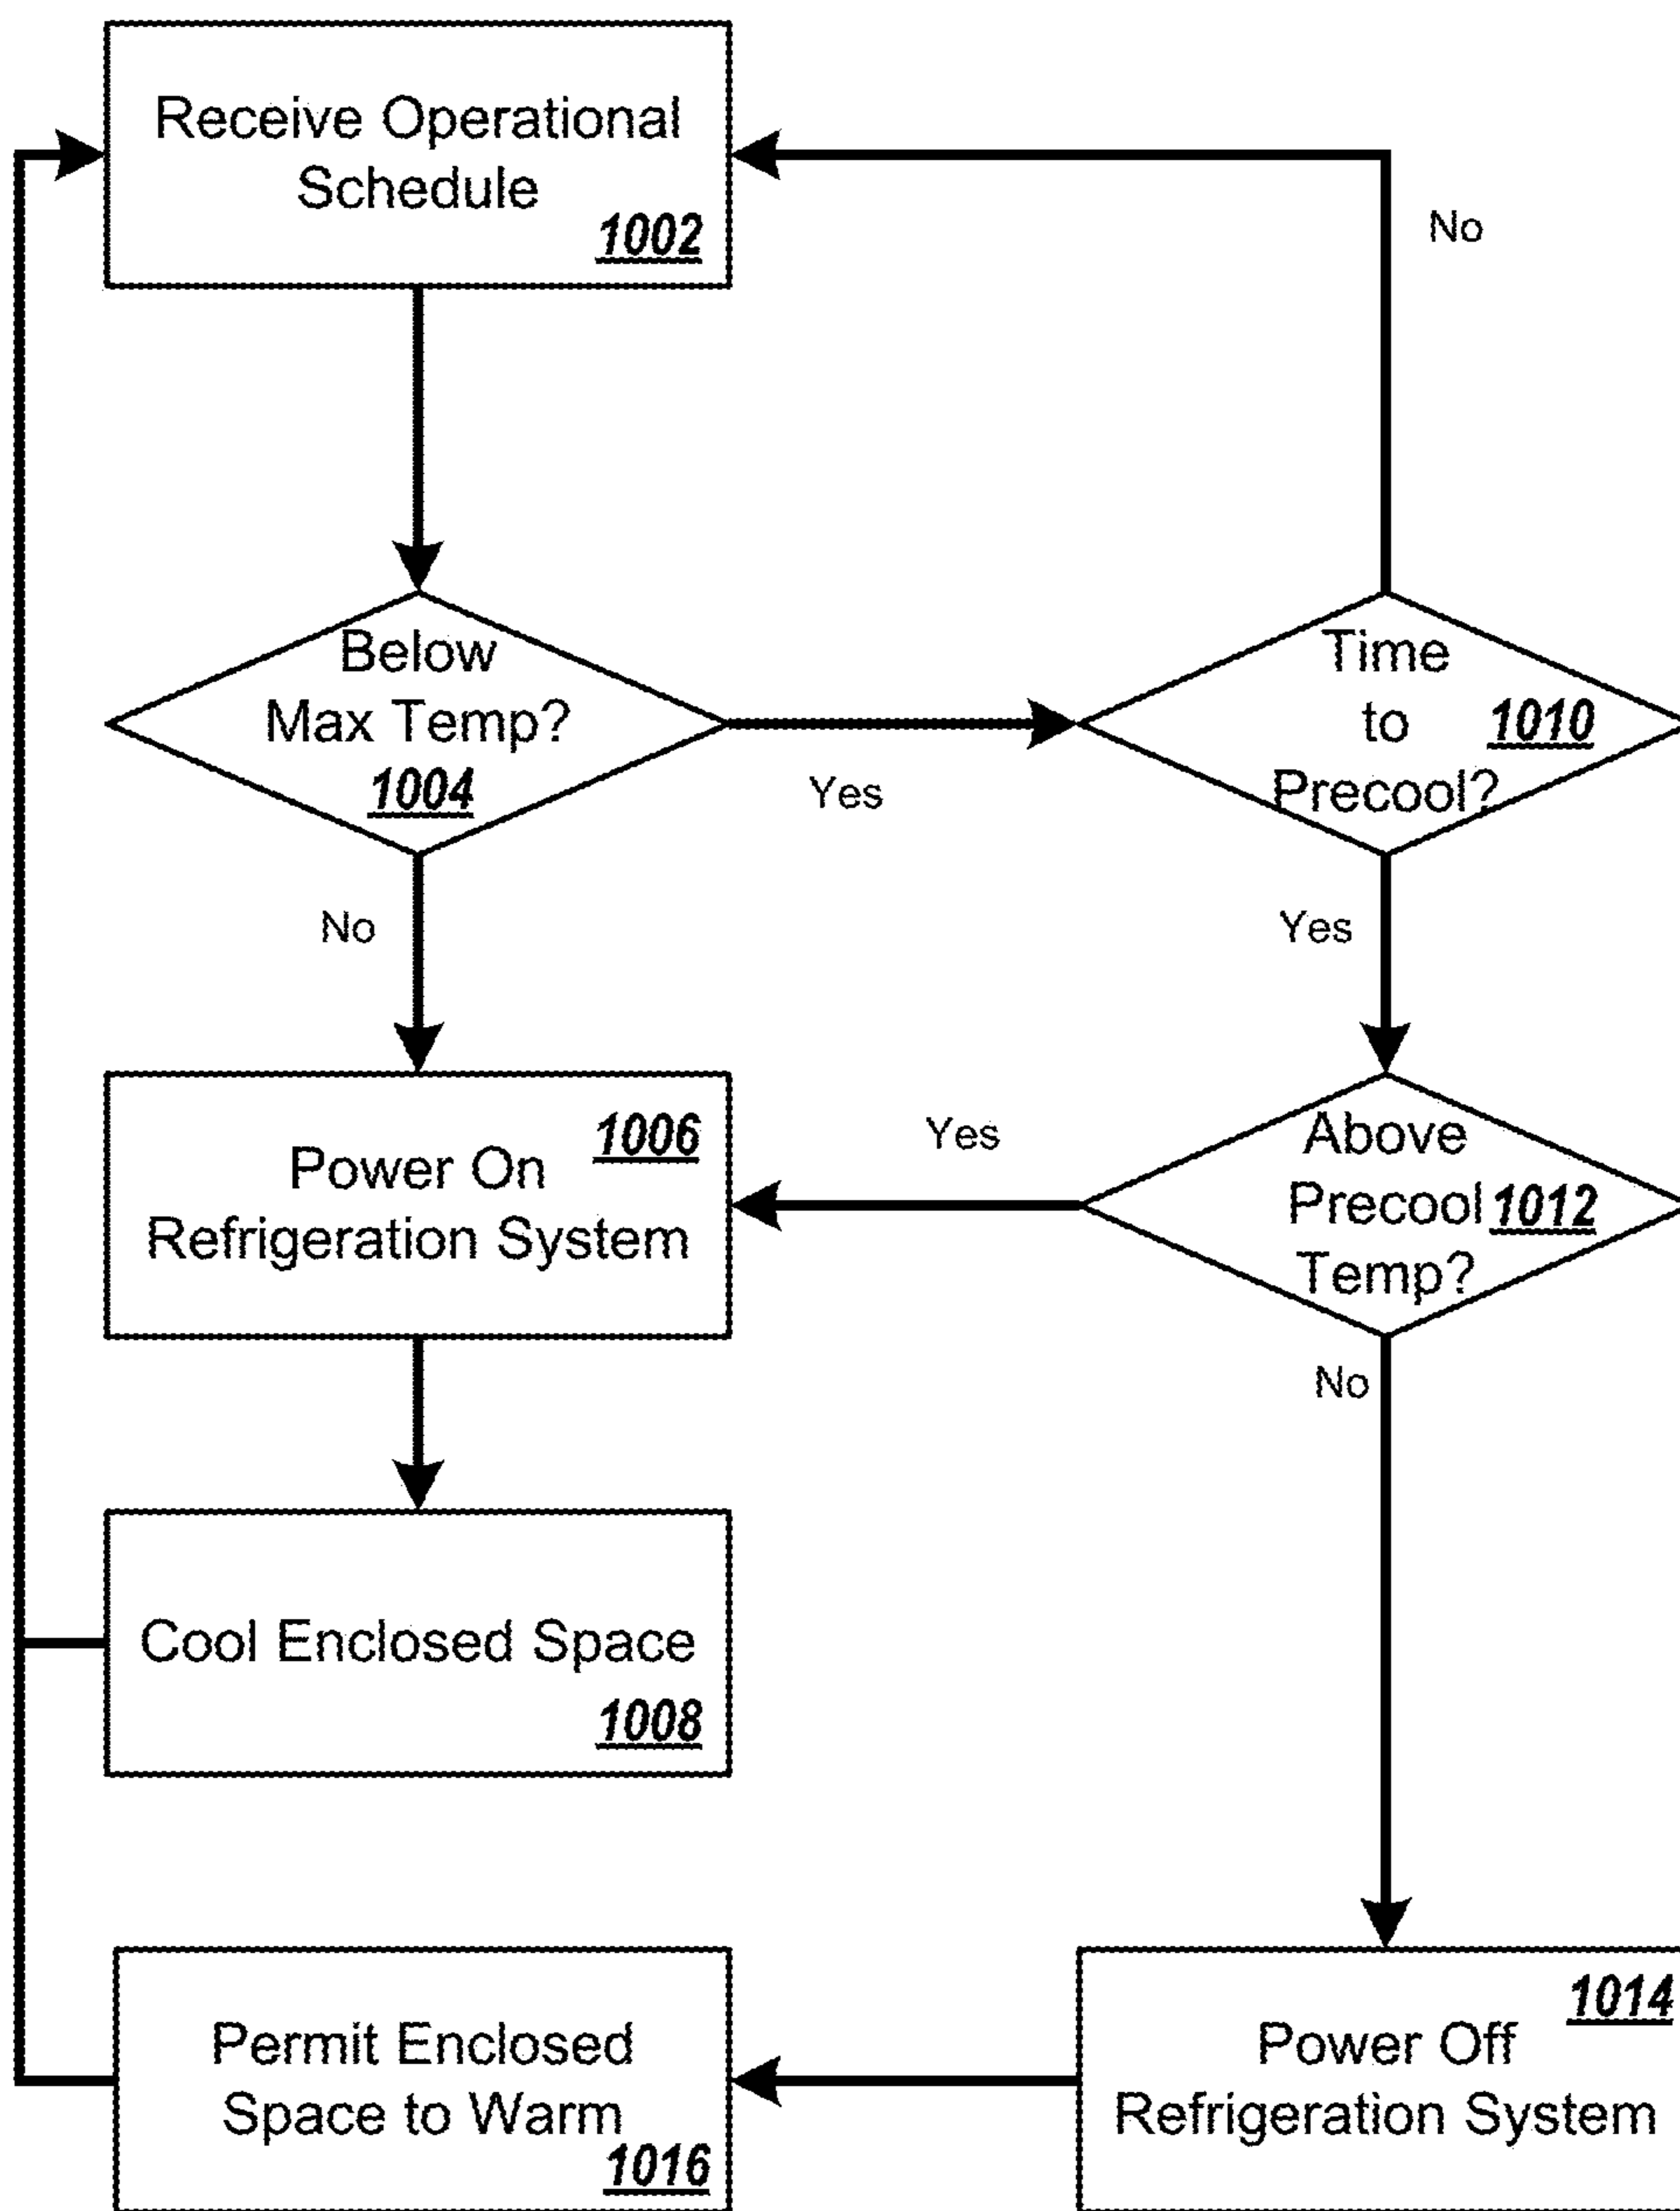 Receive Operational
Schedule
1002
No
Below
Max Temp?
1004
Yes
Time
to
Precool?
1010
No
Yes
Power On
Refrigeration System
1006
Yes
Above
Precool
Temp?
1012
No
Cool Enclosed Space
1008
Permit Enclosed
Space to Warm
1016
1014
Power Off
Refrigeration System